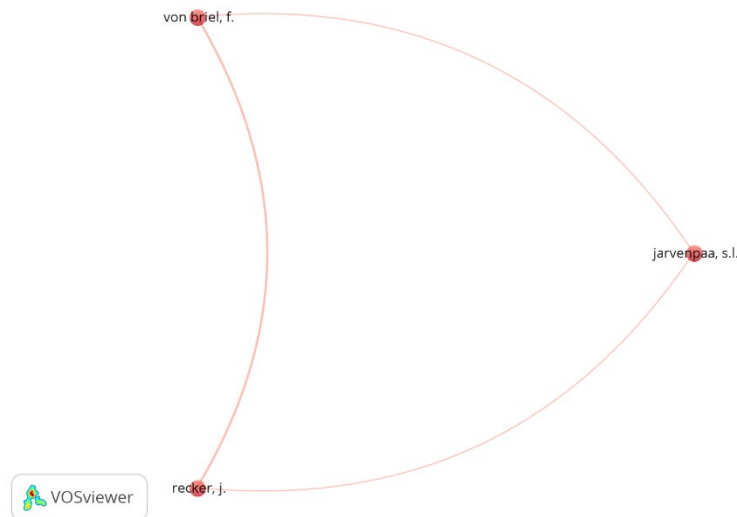 von briel, f.
jarvenpaa, s.l.
recker, j.
VOSviewer